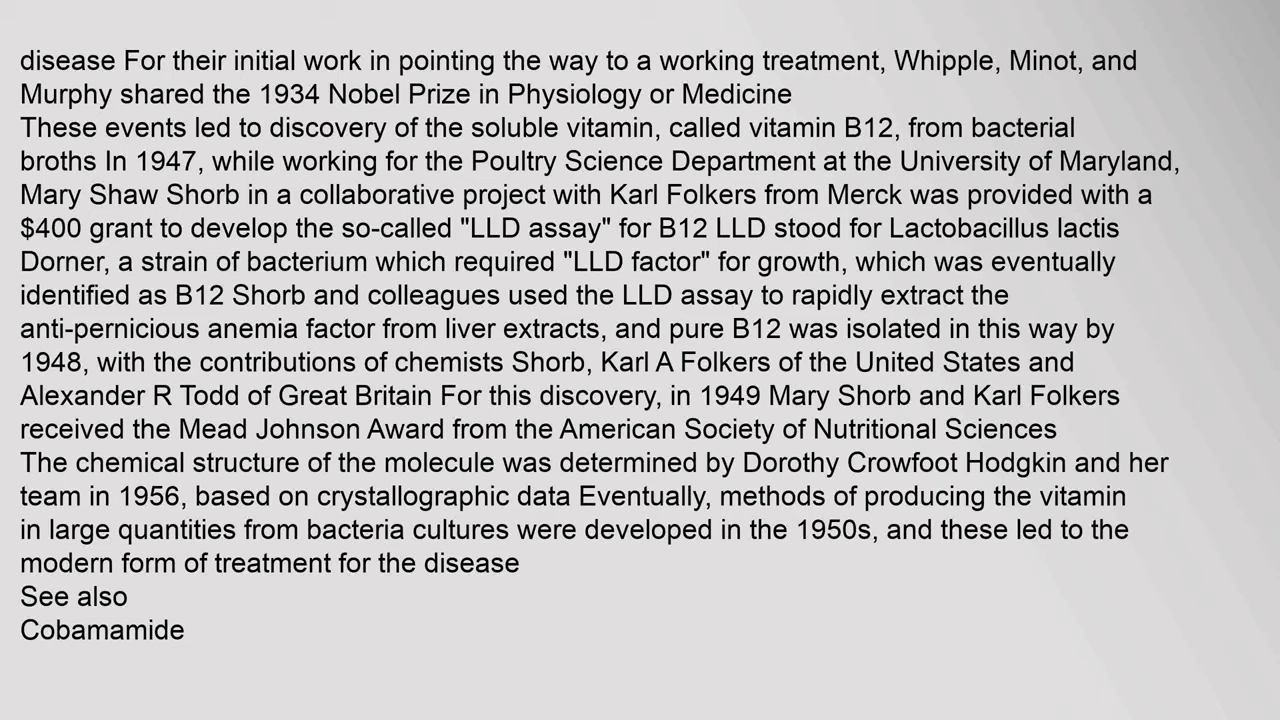 disease For their initial work in pointing the way to a working treatment, Whipple, Minot, and
Murphy shared the 1934 Nobel Prize in Physiology or Medicine
These events led to discovery of the soluble vitamin, called vitamin B12, from bacterial
broths In 1947, while working for the Poultry Science Department at the University of Maryland,
Mary Shaw Shorb in a collaborative project with Karl Folkers from Merck was provided with a
$400 grant to develop the so-called "LLD assay" for B12 LLD stood for Lactobacillus lactis
Dorner, a strain of bacterium which required "LLD factor" for growth, which was eventually
identified as B12 Shorb and colleagues used the LLD assay to rapidly extract the
anti-pernicious anemia factor from liver extracts, and pure B12 was isolated in this way by
1948, with the contributions of chemists Shorb, Karl A Folkers of the United States and
Alexander R Todd of Great Britain For this discovery, in 1949 Mary Shorb and Karl Folkers
received the Mead Johnson Award from the American Society of Nutritional Sciences
The chemical structure of the molecule was determined by Dorothy Crowfoot Hodgkin and her
team in 1956, based on crystallographic data Eventually, methods of producing the vitamin
in large quantities from bacteria cultures were developed in the 1950s, and these led to the
modern form of treatment for the disease
See also
Cobamamide